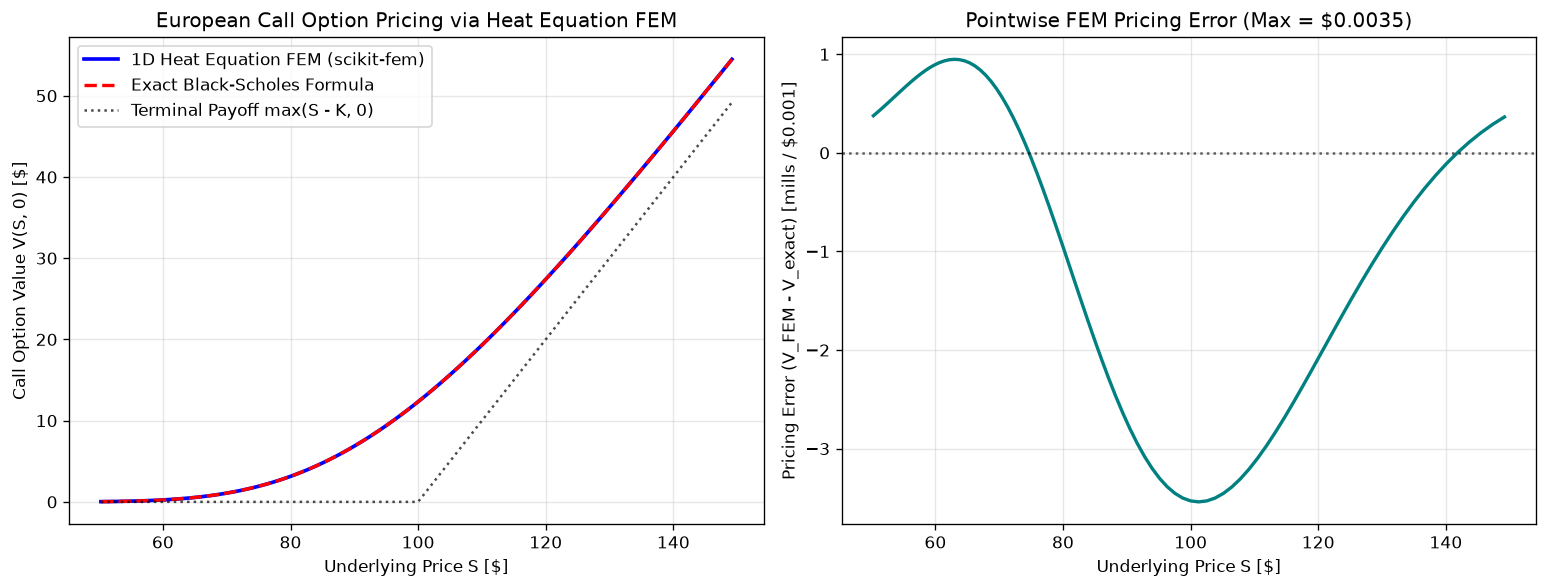 European Call Option Pricing via Heat Equation FEM
1D Heat Equation FEM (scikit-fem)
Exact Black-Scholes Formula
Terminal Payoff max(S - K, 0)
Call Option Value V(S, 0) [$]
50
40
30
20
10
0
60 80 100 120 140
Underlying Price S [$]
Pointwise FEM Pricing Error (Max = $0.0035)
Pricing Error (V_FEM - V_exact) [mills / $0.001]
1
0
−1
−2
−3
60 80 100 120 140
Underlying Price S [$]